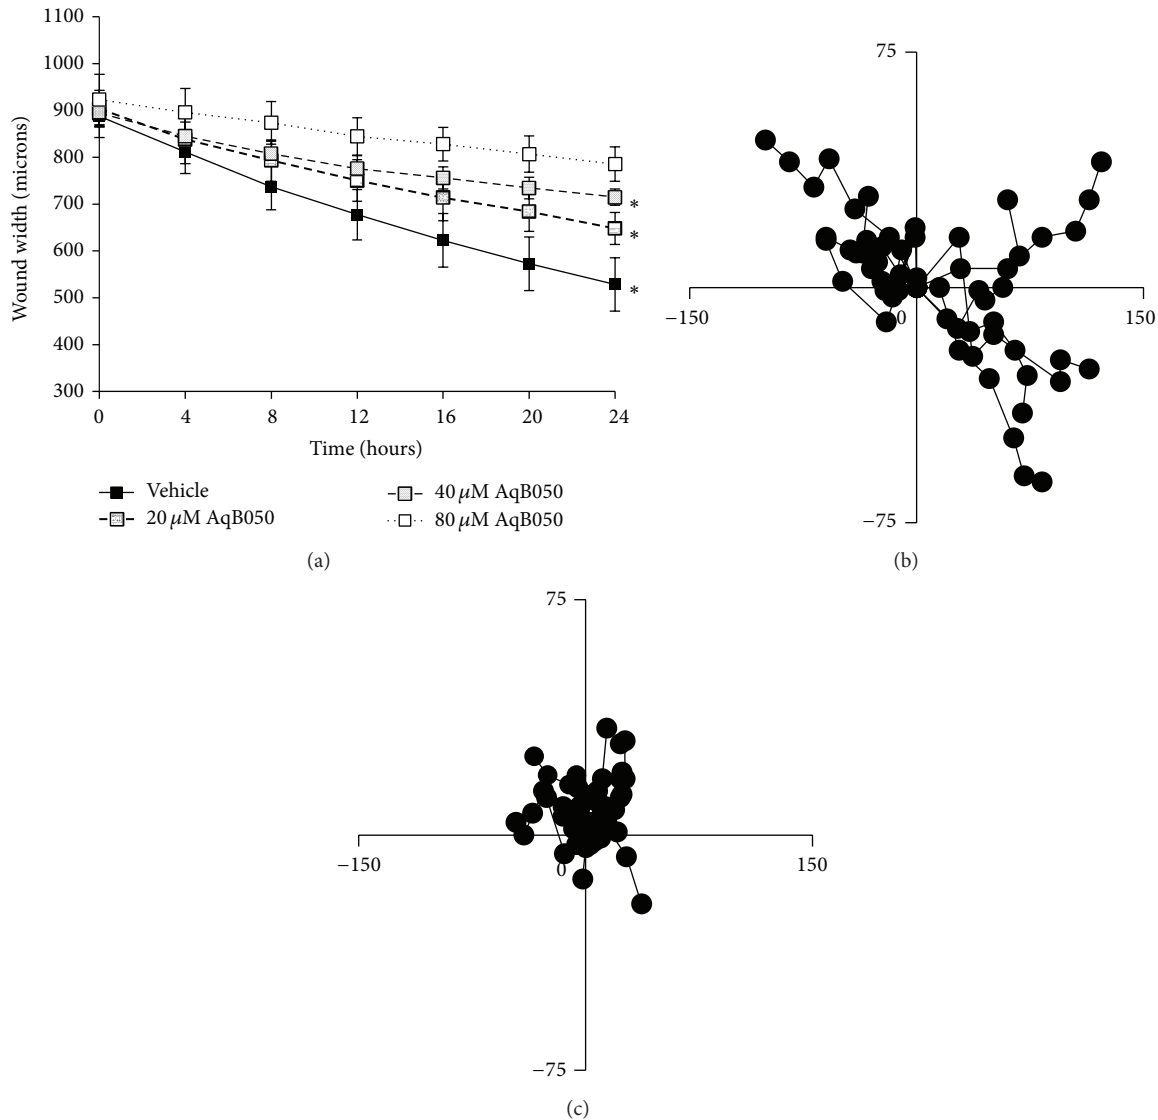 1100
1000
900
800
700
600
500
400
300
Wound width (microns)
*
*
*
0 4 8 12 16 20 24
Time (hours)
Vehicle
20 μM AqB050
40 μM AqB050
80 μM AqB050
(a)
75
−150 0 150
−75
(b)
75
−150 0 150
−75
(c)